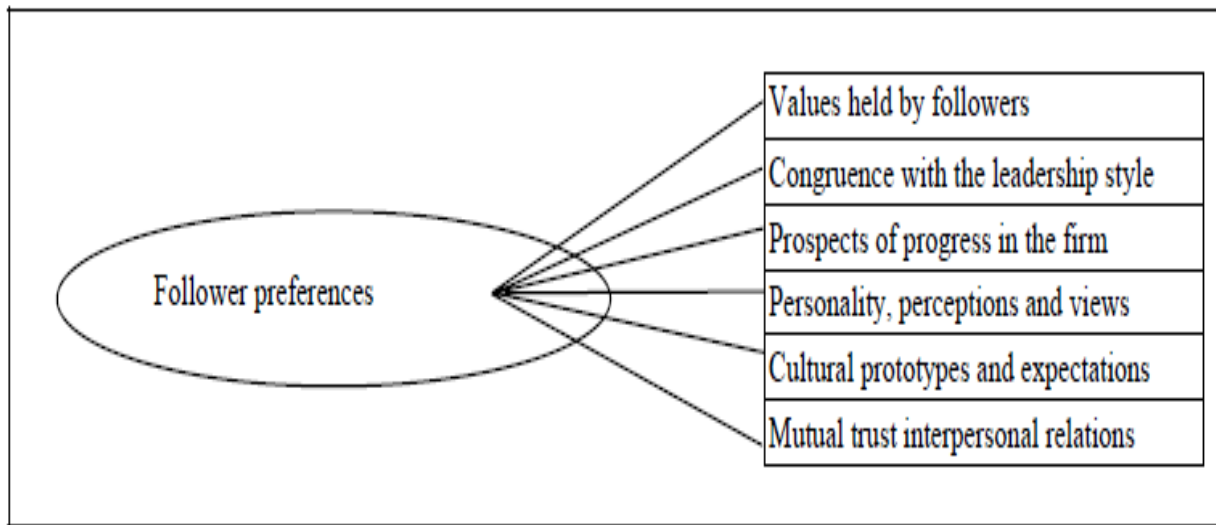 Follower preferences
Values held by followers
Congruence with the leadership style
Prospects of progress in the firm
Personality, perceptions and views
Cultural prototypes and expectations
Mutual trust interpersonal relations